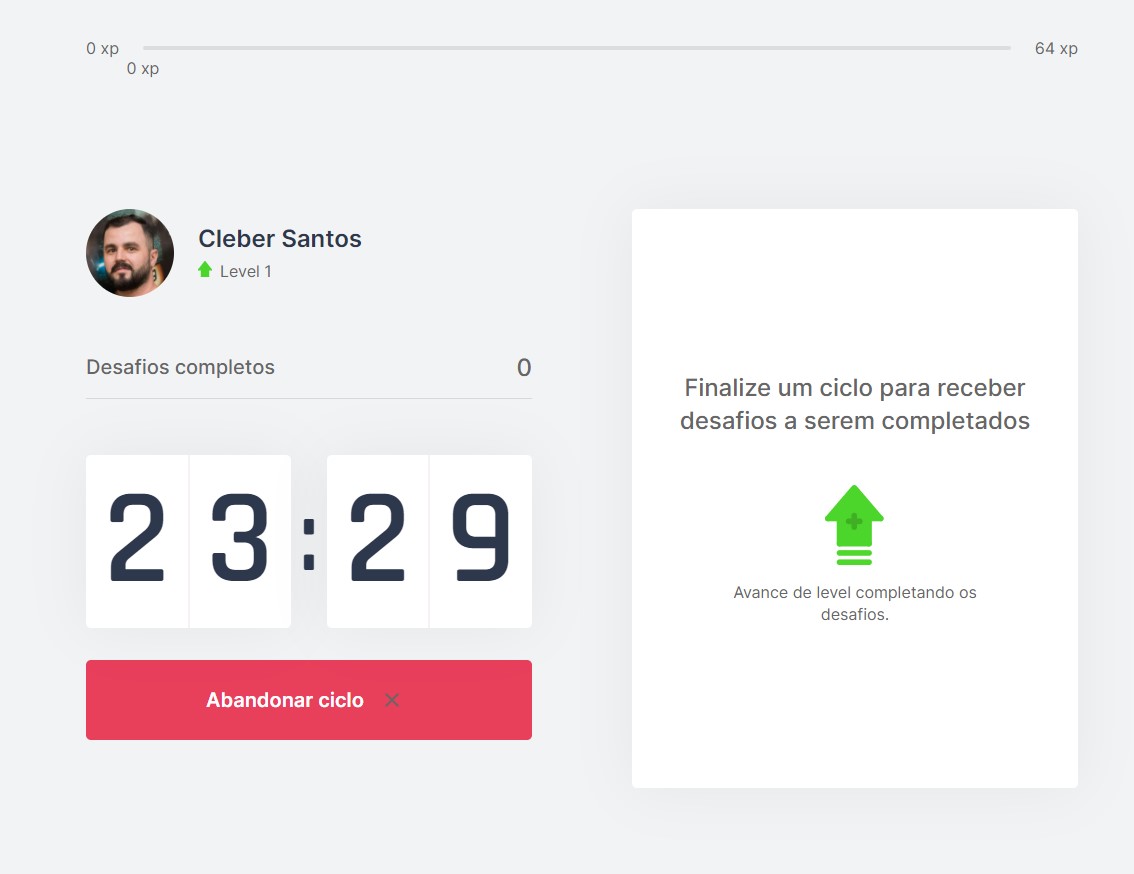 0 xp
64 xp
0 xp
Cleber Santos
Level 1
Desafios completos 0
23:29
Abandonar ciclo ×
Finalize um ciclo para receber
desafios a serem completados
Avance de level completando os
desafios.